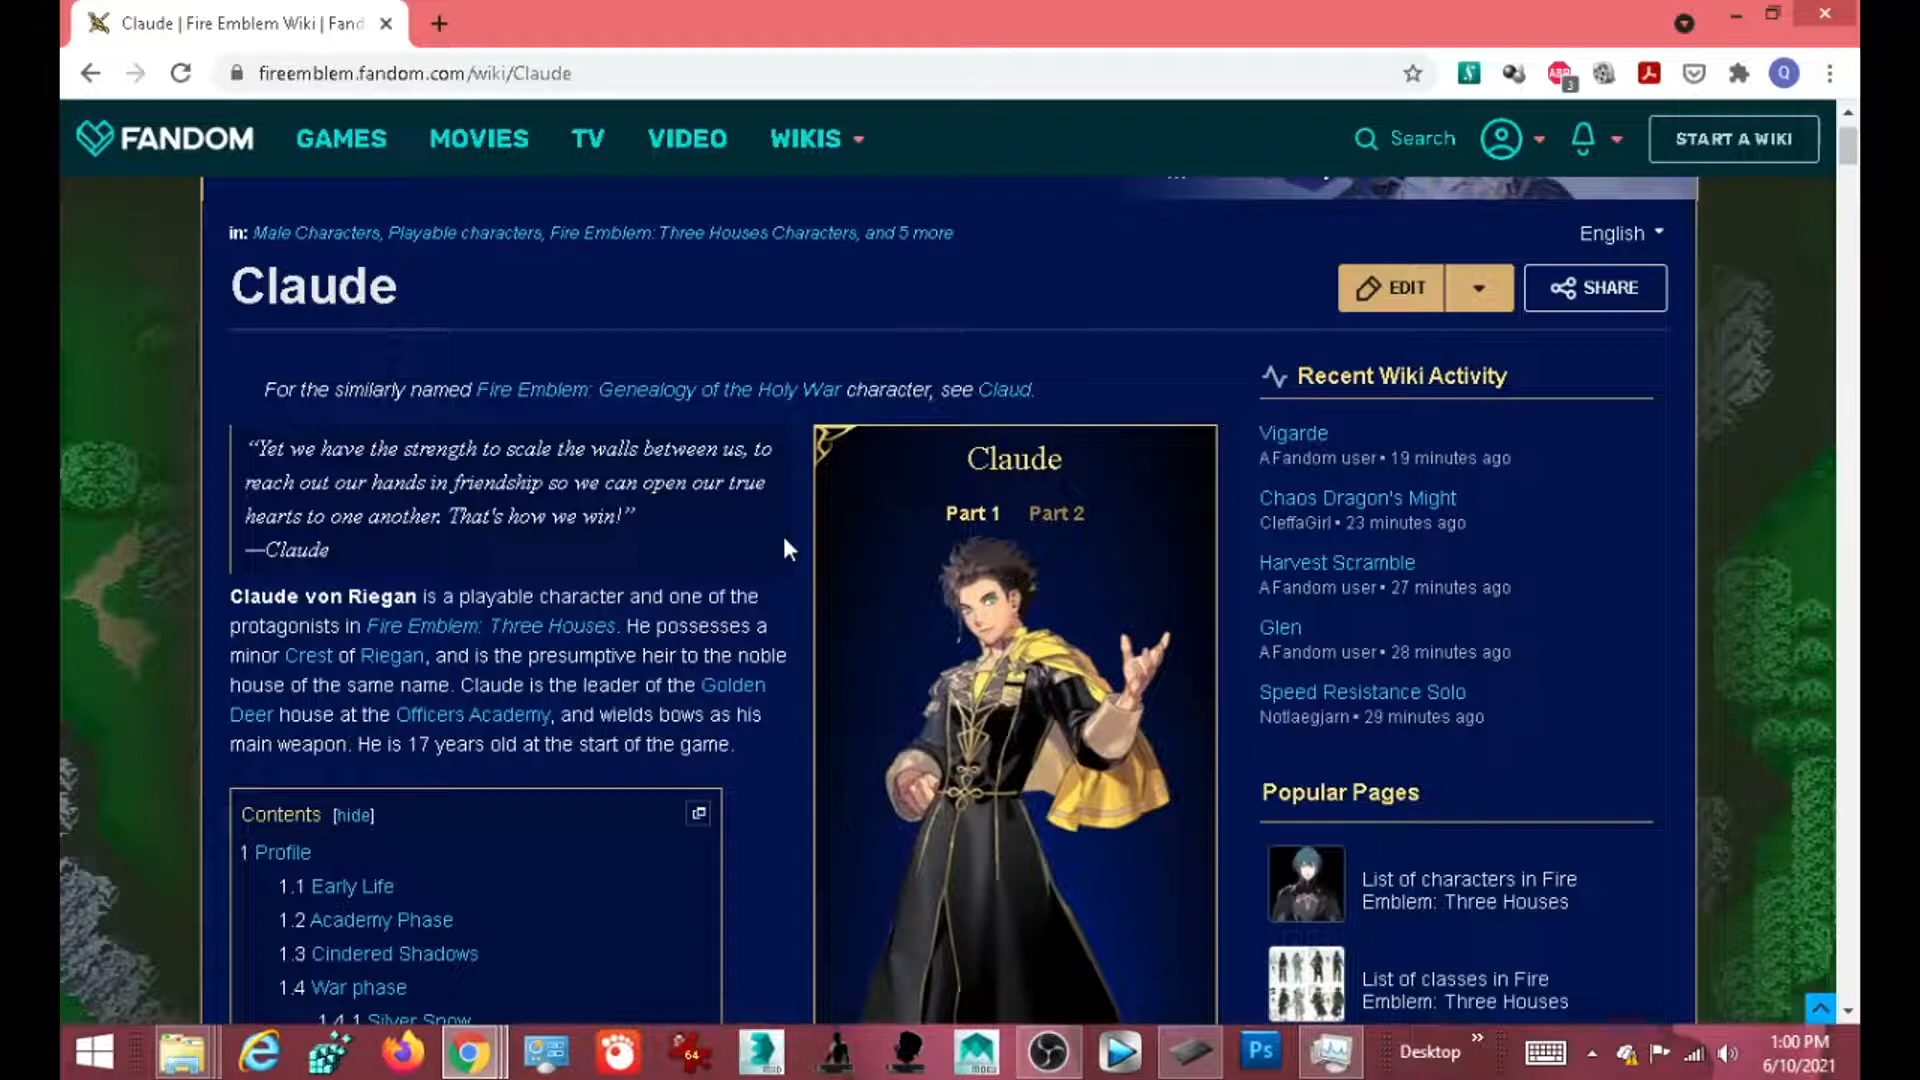 Claude | Fire Emblem Wiki | Fand
fireemblem.fandom.com/wiki/Claude
ABP
3
Q
FANDOM
GAMES
MOVIES
TV
VIDEO
WIKIS
Search
START A WIKI
in: Male Characters, Playable characters, Fire Emblem: Three Houses Characters, and 5 more
English
Claude
EDIT
SHARE
For the similarly named Fire Emblem: Genealogy of the Holy War character, see Claud.
“Yet we have the strength to scale the walls between us, to
reach out our hands in friendship so we can open our true
hearts to one another. That's how we win!”
—Claude
Claude von Riegan is a playable character and one of the
protagonists in Fire Emblem: Three Houses. He possesses a
minor Crest of Riegan, and is the presumptive heir to the noble
house of the same name. Claude is the leader of the Golden
Deer house at the Officers Academy, and wields bows as his
main weapon. He is 17 years old at the start of the game.
Contents [hide]
1 Profile
1.1 Early Life
1.2 Academy Phase
1.3 Cindered Shadows
1.4 War phase
1.4.1 Silver Snow
Claude
Part 1
Part 2
Recent Wiki Activity
Vigarde
A Fandom user • 19 minutes ago
Chaos Dragon's Might
CleffaGirl • 23 minutes ago
Harvest Scramble
A Fandom user • 27 minutes ago
Glen
A Fandom user • 28 minutes ago
Speed Resistance Solo
Notlaegjarn • 29 minutes ago
Popular Pages
List of characters in Fire
Emblem: Three Houses
List of classes in Fire
Emblem: Three Houses
64
Ps
Desktop
1:00 PM
6/10/2021